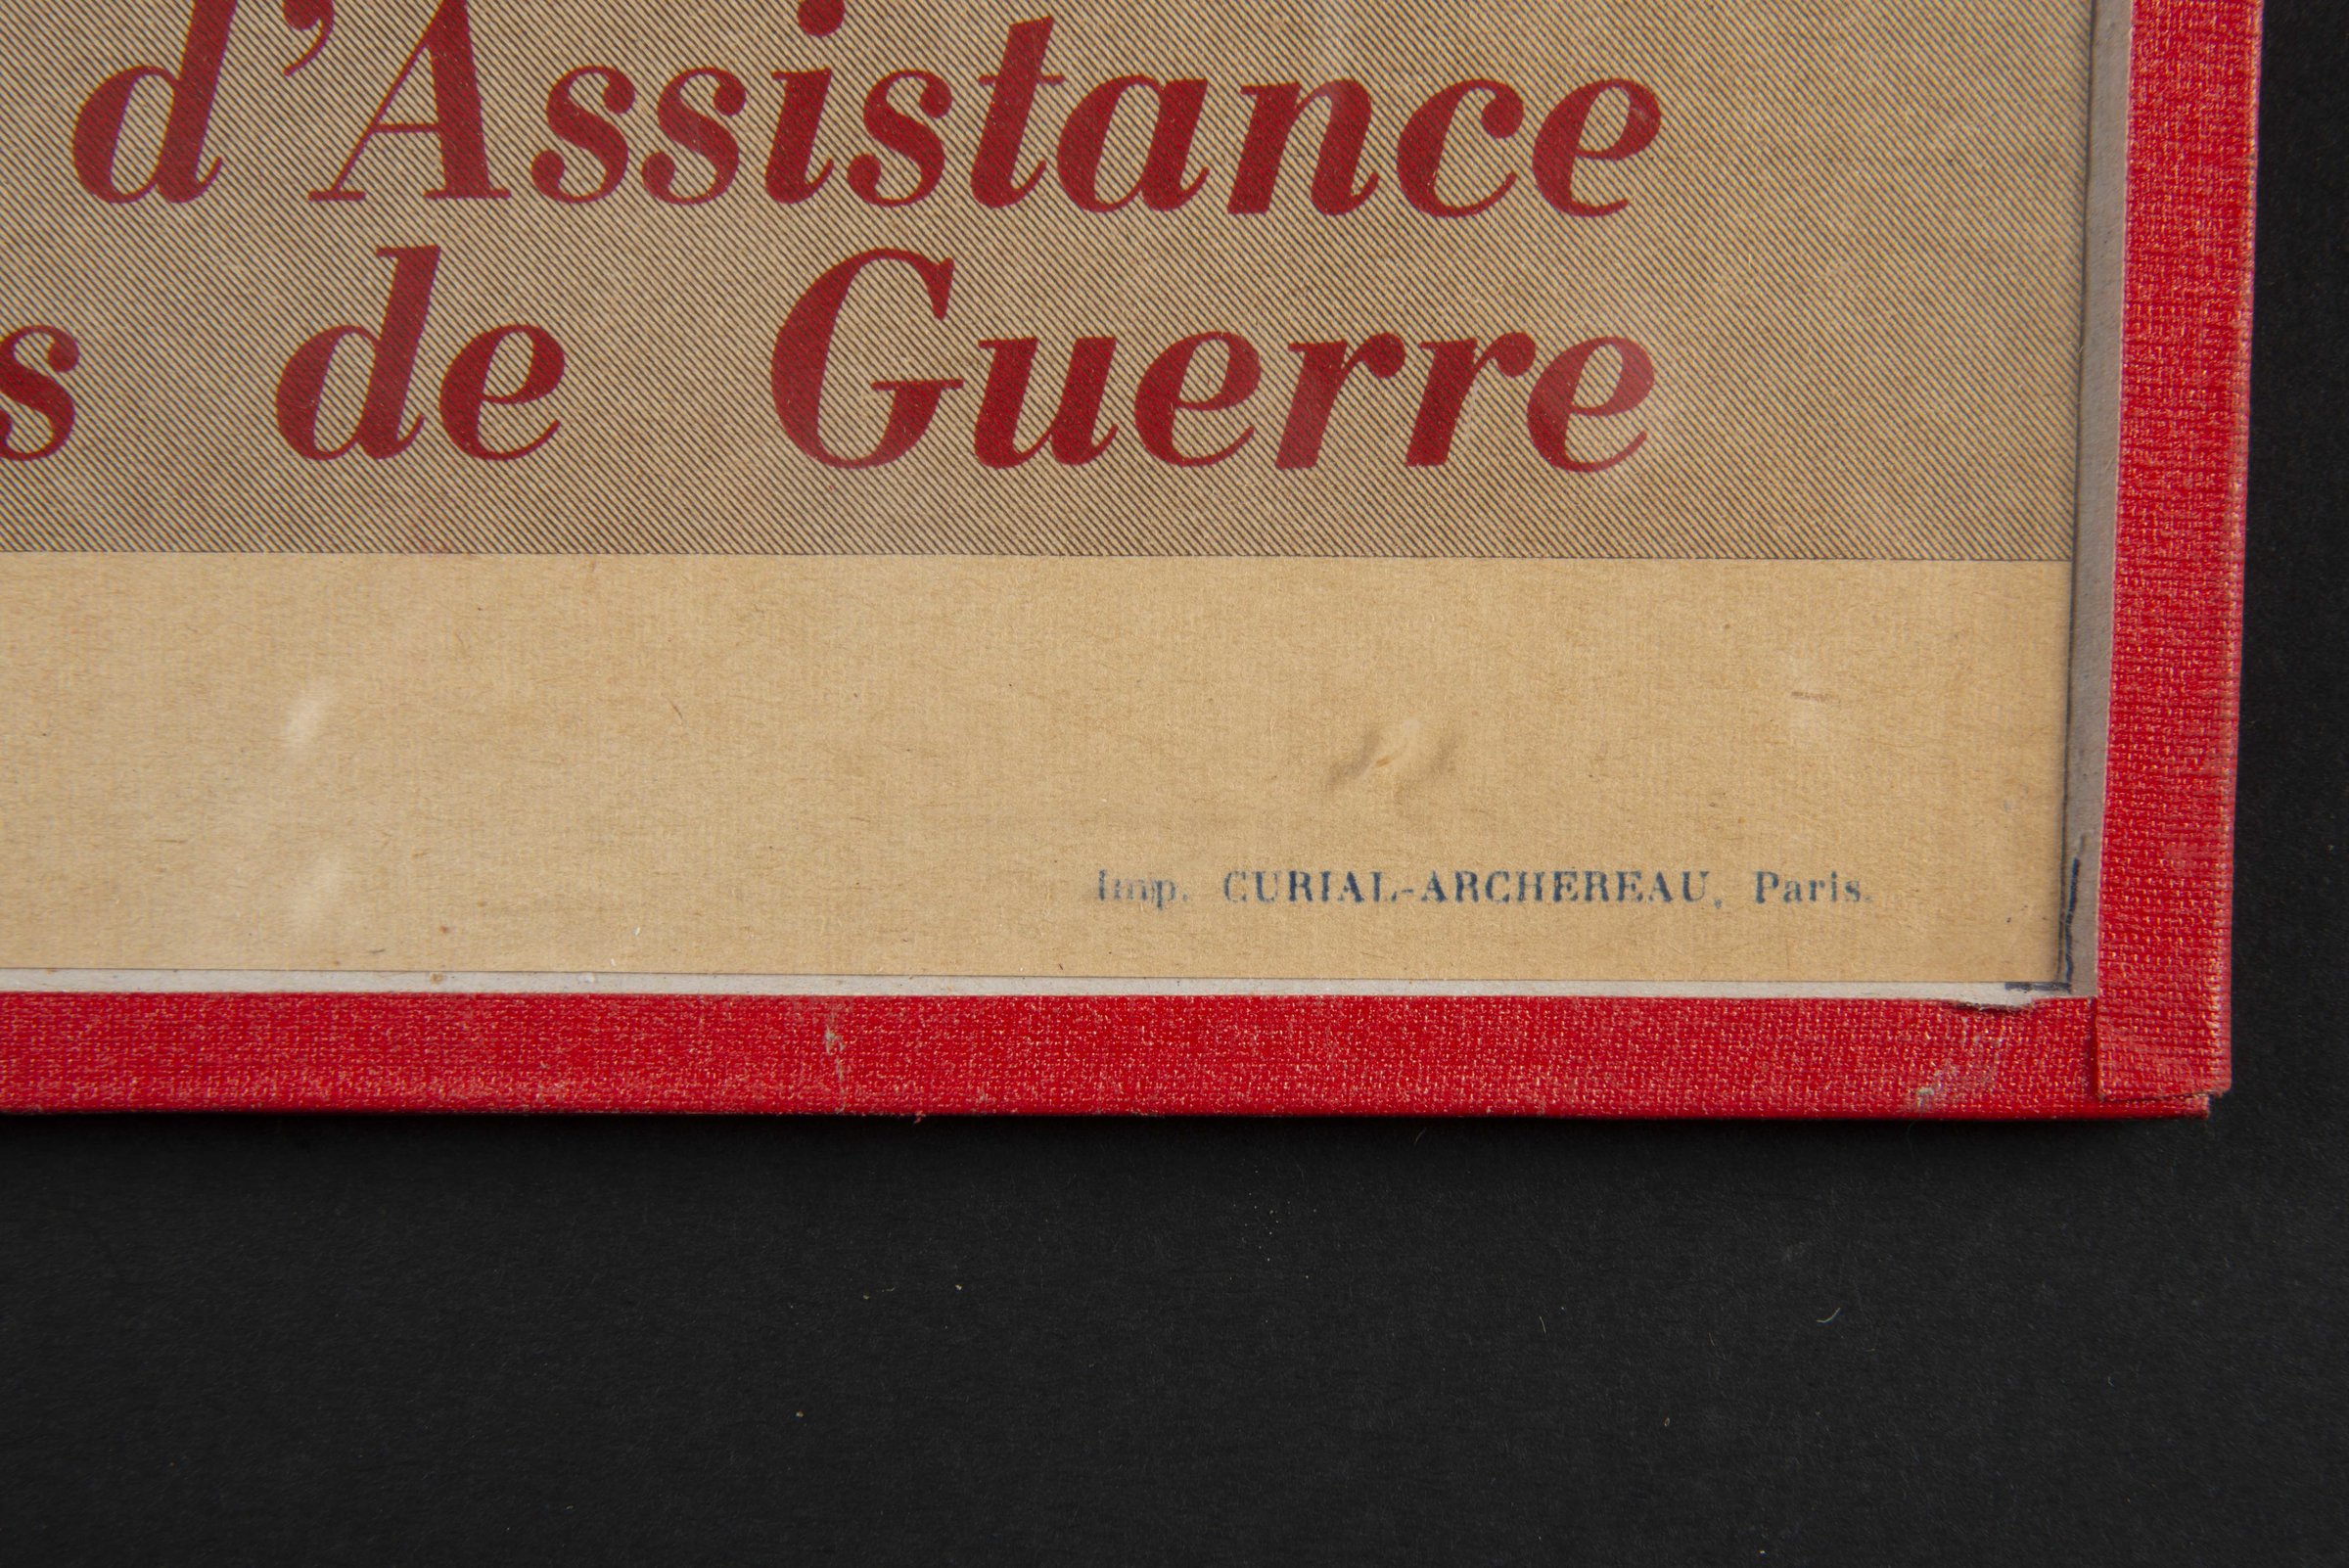 d'Assistance
s de Guerre
Imp. CURIAL-ARCHEREAU, Paris.